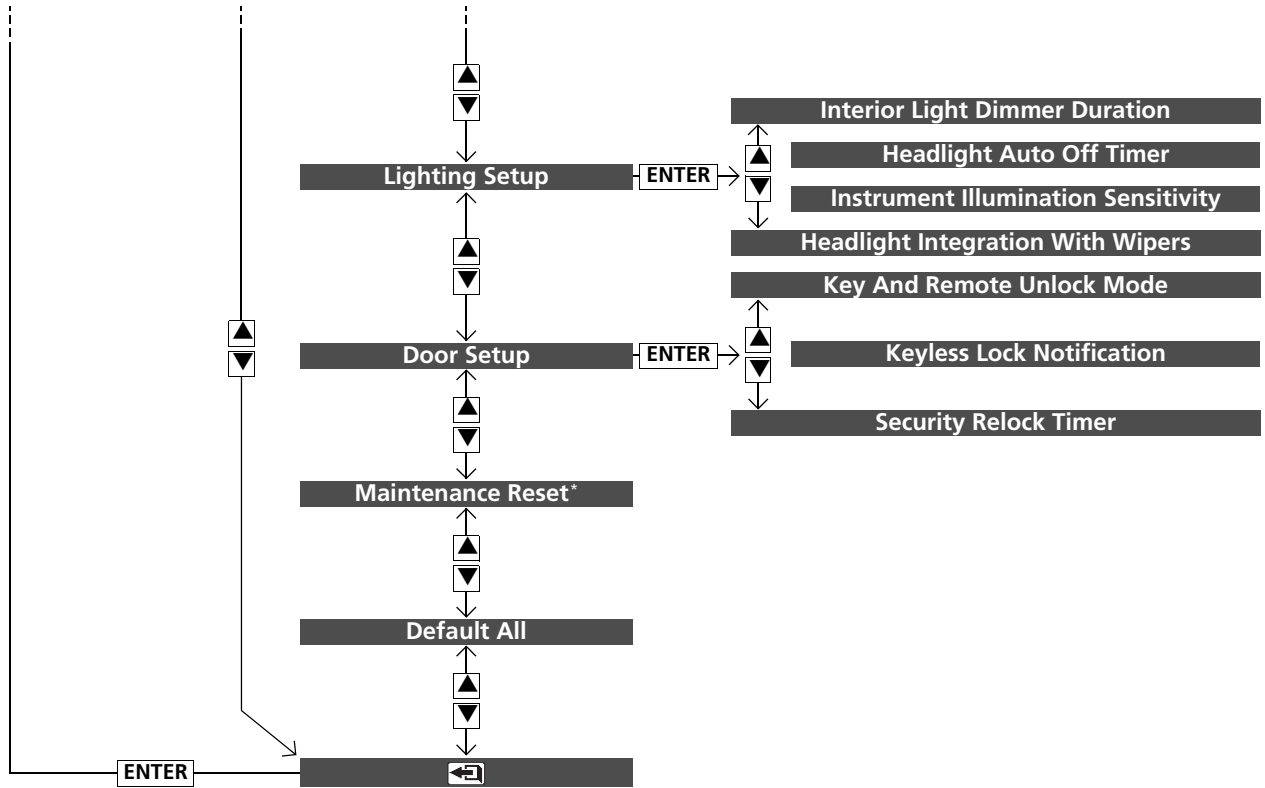 Interior Light Dimmer Duration
Headlight Auto Off Timer
Lighting Setup
ENTER
Instrument Illumination Sensitivity
Headlight Integration With Wipers
Key And Remote Unlock Mode
Door Setup
ENTER
Keyless Lock Notification
Security Relock Timer
Maintenance Reset*
Default All
ENTER